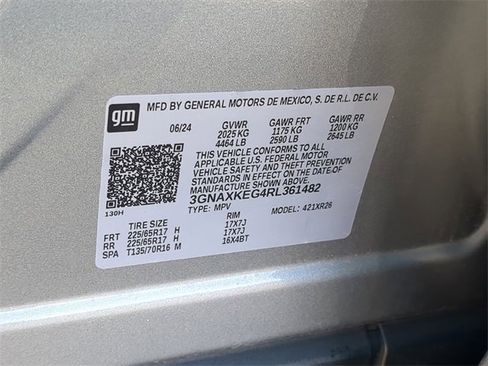 gm
MFD BY GENERAL MOTORS DE MEXICO, S. DE R.L. DE C.V.
06/24 GVWR GAWR FRT GAWR RR
2025 KG 1175 KG 1200 KG
4464 LB 2590 LB 2645 LB
THIS VEHICLE CONFORMS TO ALL
APPLICABLE U.S. FEDERAL MOTOR
VEHICLE SAFETY AND THEFT PREVENTION
STANDARDS IN EFFECT ON THE DATE OF
MANUFACTURE SHOWN ABOVE.
3GNAXKEG4RL361482
TYPE: MPV MODEL: 421XR26
130H
TIRE SIZE RIM
FRT 225/65R17 H 17X7J
RR 225/65R17 H 17X7J
SPA T135/70R16 M 16X4BT